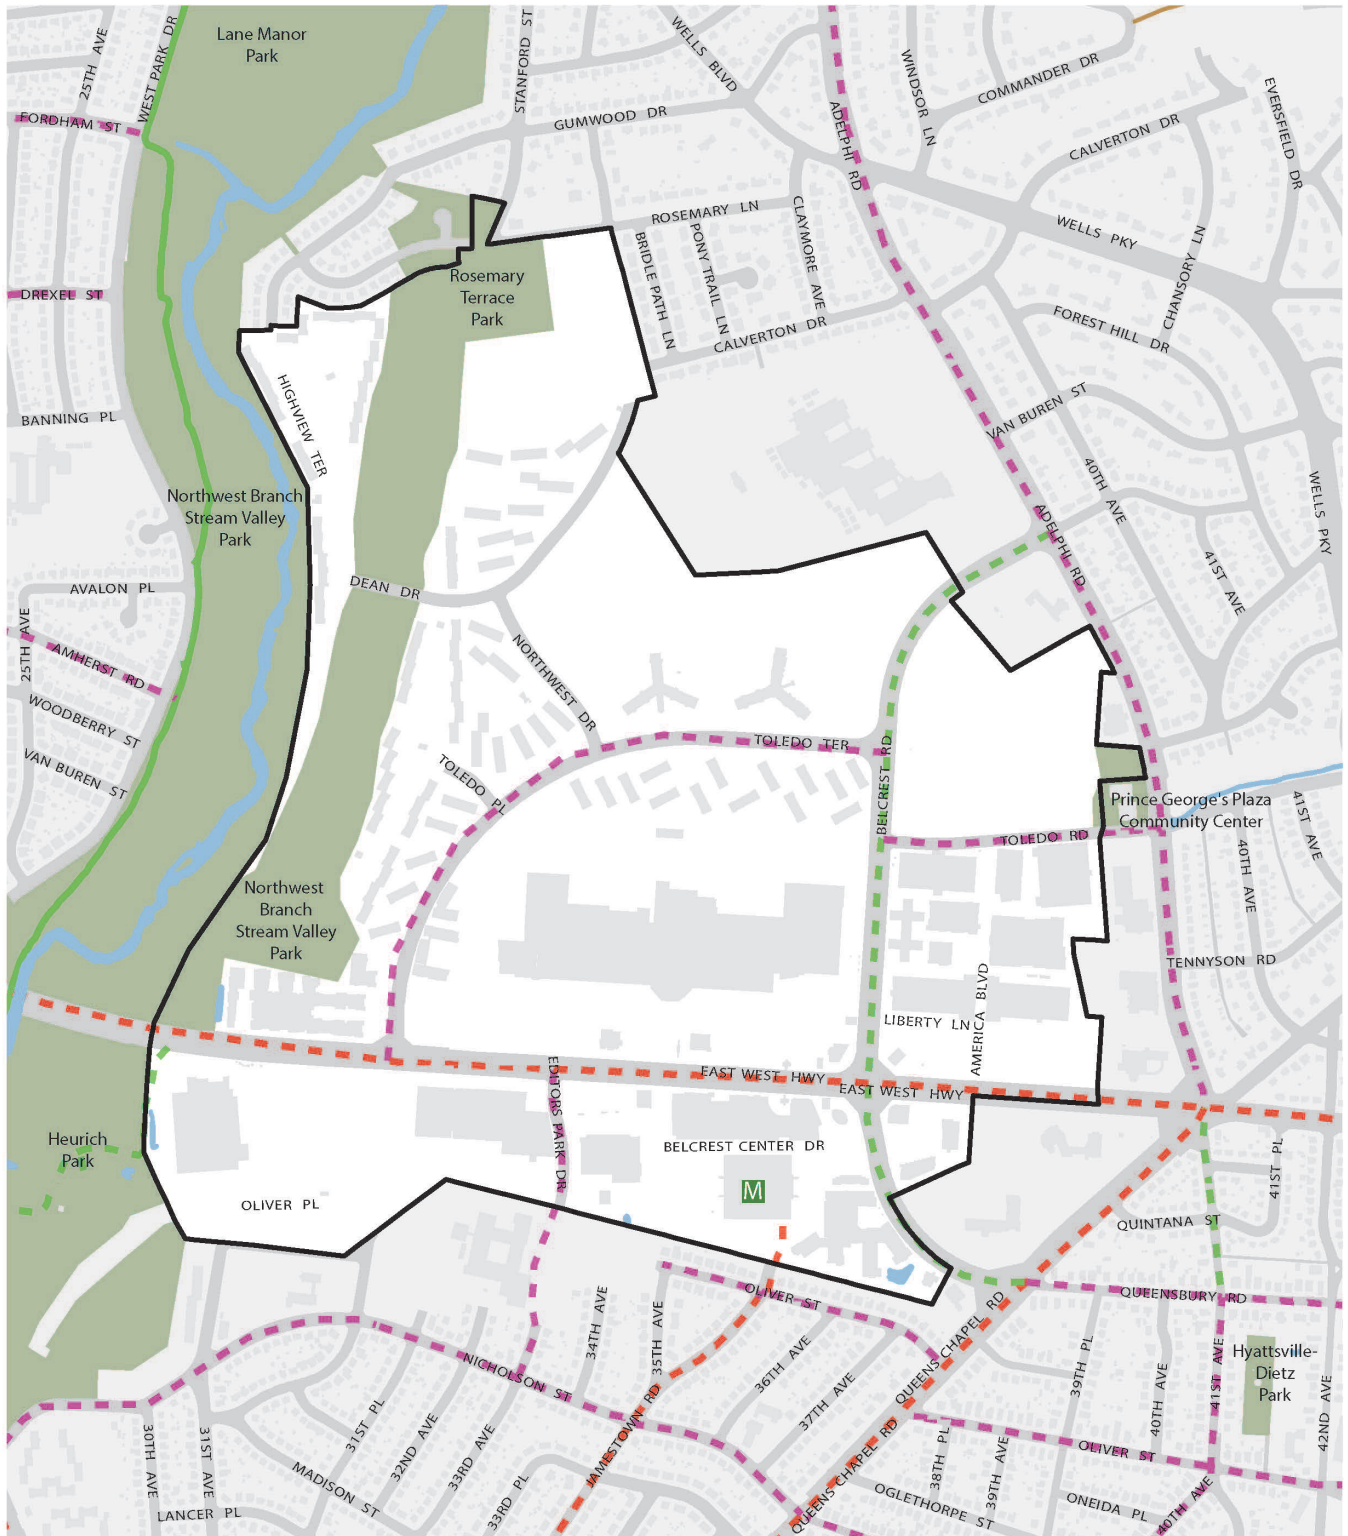 Lane Manor
Park
25TH AVE
WEST PARK DR
STANFORD ST
WELLS BLVD
WINDSOR LN
COMMANDER DR
EVERSFIELD DR
FORDHAM ST
GUMWOOD DR
ADELPHI RD
CALVERTON DR
ROSEMARY LN
CLAYMORE AVE
WELLS PKY
BRIDLE PATH LN
PONY TRAIL LN
CHANSORY LN
Rosemary
Terrace
Park
DREXEL ST
CALVERTON DR
FOREST HILL DR
HIGHVIEW TER
VAN BUREN ST
BANNING PL
40TH AVE
WELLS PKY
Northwest Branch
Stream Valley
Park
ADELPHI RD
41ST AVE
AVALON PL
DEAN DR
25TH AVE
AMHERST RD
NORTHWEST DR
WOODBERRY ST
TOLEDO TER
BELCREST RD
VAN BUREN ST
TOLEDO PL
Prince George's Plaza
Community Center
41ST AVE
TOLEDO RD
40TH AVE
Northwest
Branch
Stream Valley
Park
TENNYSON RD
AMERICA BLVD
LIBERTY LN
EAST WEST HWY
EAST WEST HWY
EDITORS PARK DR
Heurich
Park
BELCREST CENTER DR
41ST PL
M
OLIVER PL
QUINTANA ST
OLIVER ST
QUEENSBURY RD
34TH AVE
35TH AVE
QUEENS CHAPEL RD
36TH AVE
39TH PL
Hyattsville-
Dietz
Park
NICHOLSON ST
37TH AVE
40TH AVE
41ST AVE
42ND AVE
JAMESTOWN RD
30TH AVE
31ST AVE
31ST PL
32ND AVE
33RD AVE
QUEENS CHAPEL RD
38TH PL
39TH AVE
OLIVER ST
MADISON ST
33RD PL
OGLETHORPE ST
ONEIDA PL
40TH AVE
LANCER PL